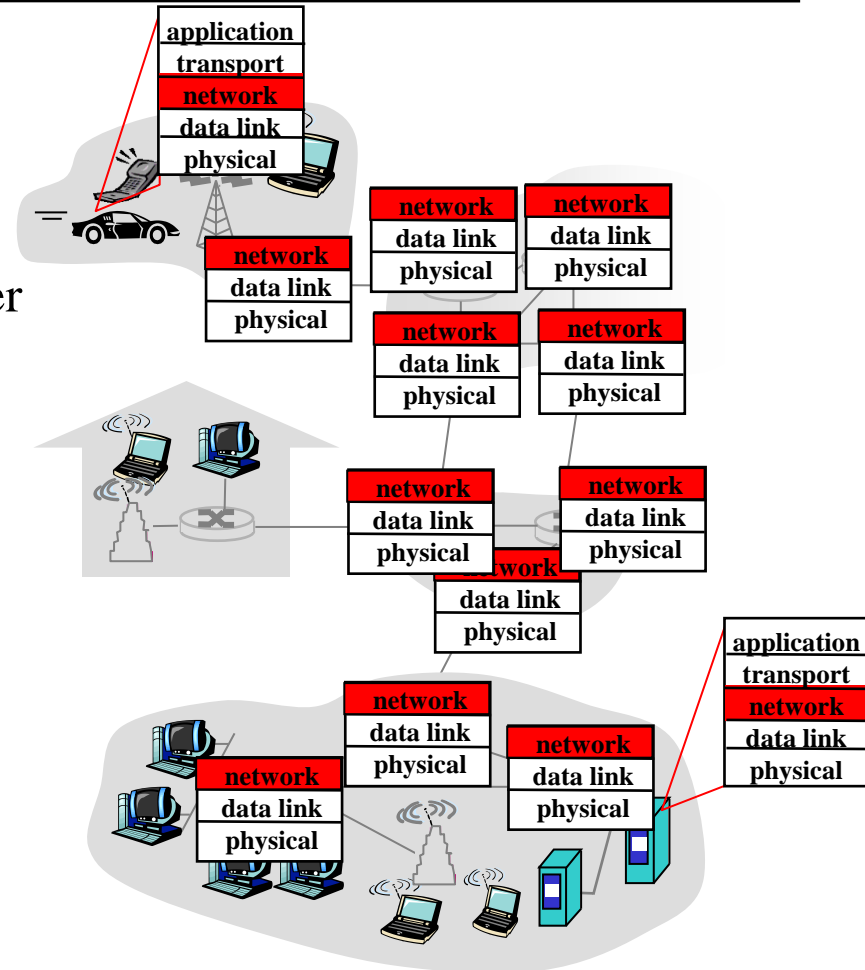 application
transport
network
data link
physical
network
data link
physical
network
data link
physical
network
data link
physical
er
network
data link
physical
network
data link
physical
network
data link
physical
network
data link
physical
data link
physical
application
transport
network
data link
physical
network
data link
physical
network
data link
physical
network
data link
physical